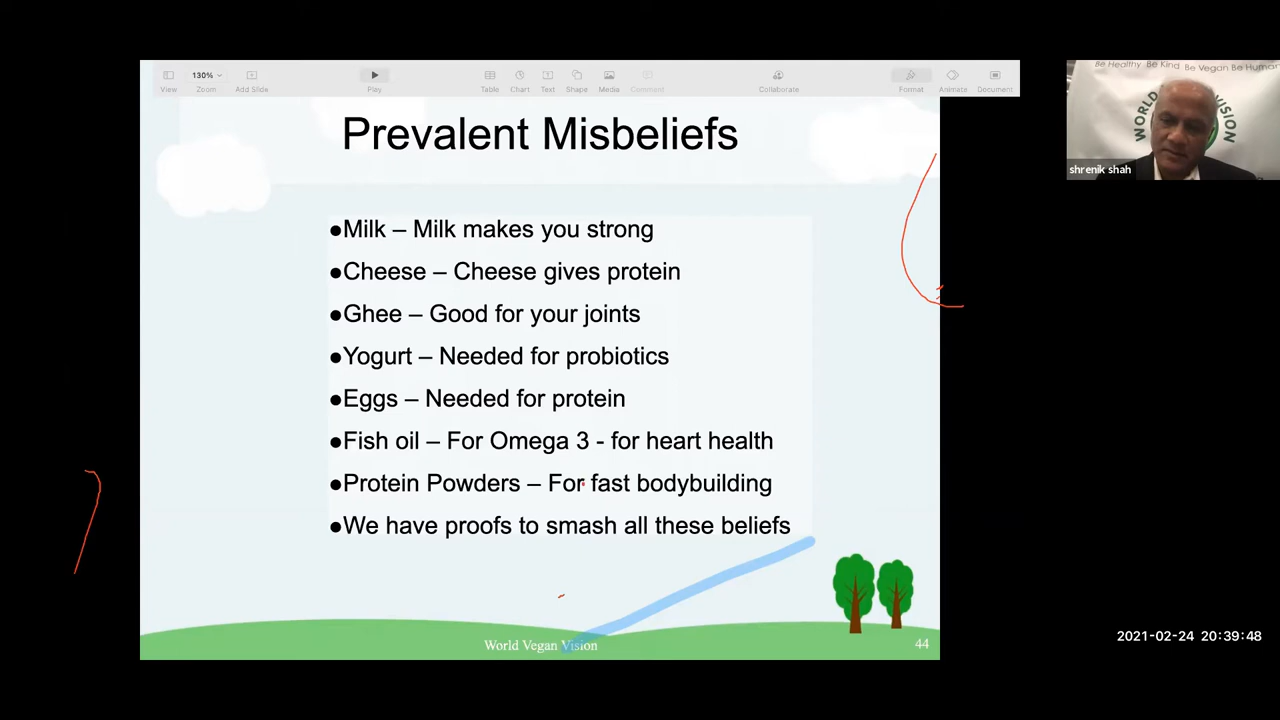 Be Healthy Be Kind Be Vegan Be Human
130%
View
Zoom
Add Slide
Play
Table
Chart
Text
Shape
Media
Comment
Collaborate
Format
Animate
Document
WORLD
VISION
shrenik shah
Prevalent Misbeliefs
●Milk – Milk makes you strong
●Cheese – Cheese gives protein
●Ghee – Good for your joints
●Yogurt – Needed for probiotics
●Eggs – Needed for protein
●Fish oil – For Omega 3 - for heart health
●Protein Powders – For fast bodybuilding
●We have proofs to smash all these beliefs
2021-02-24 20:39:48
World Vegan Vision
44